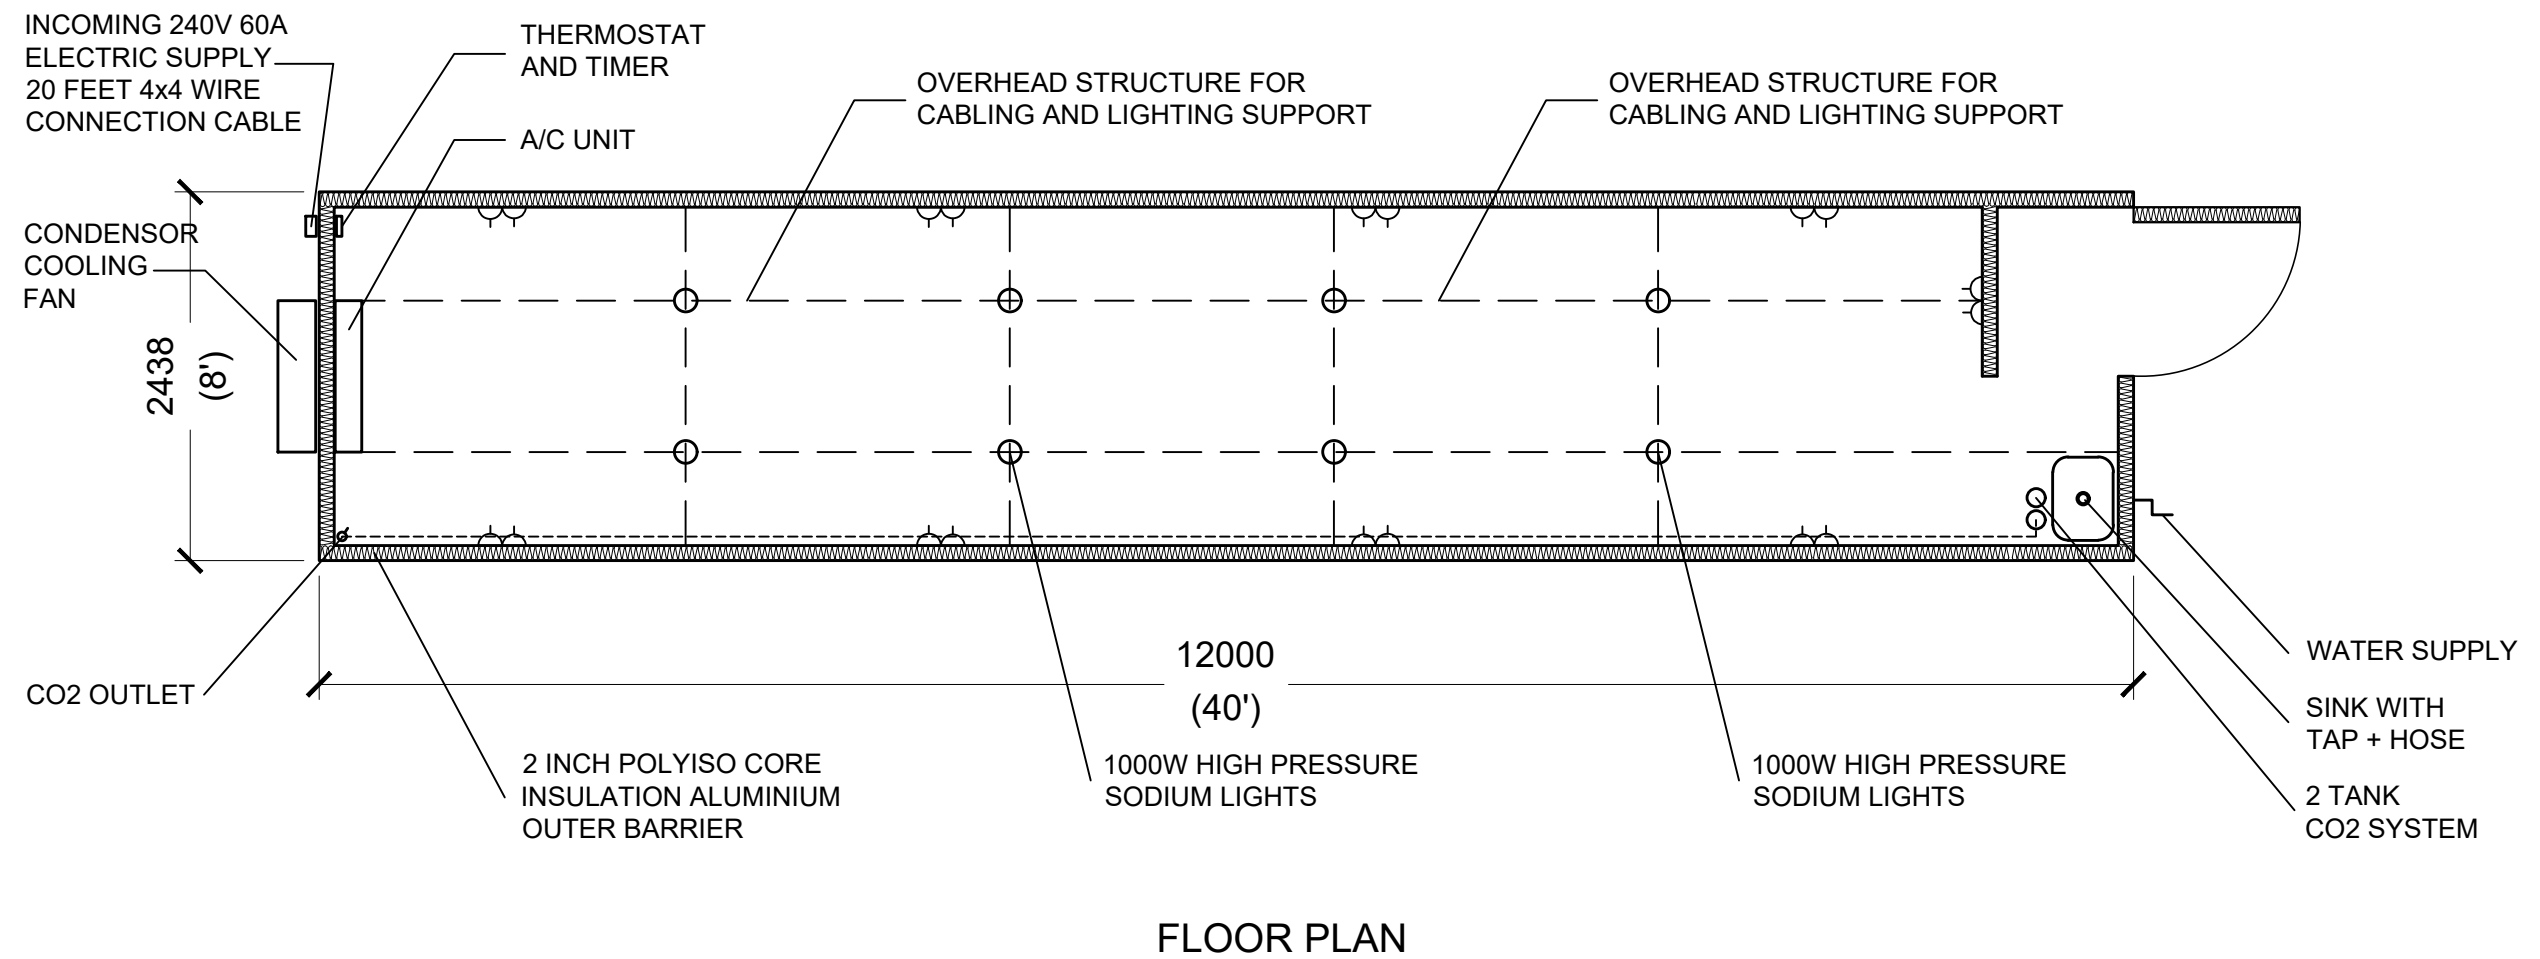 INCOMING 240V 60A
ELECTRIC SUPPLY
20 FEET 4x4 WIRE
CONNECTION CABLE
THERMOSTAT
AND TIMER
A/C UNIT
OVERHEAD STRUCTURE FOR
CABLING AND LIGHTING SUPPORT
OVERHEAD STRUCTURE FOR
CABLING AND LIGHTING SUPPORT
CONDENSOR
COOLING
FAN
2438
(8')
12000
(40')
CO2 OUTLET
2 INCH POLYISO CORE
INSULATION ALUMINIUM
OUTER BARRIER
1000W HIGH PRESSURE
SODIUM LIGHTS
1000W HIGH PRESSURE
SODIUM LIGHTS
WATER SUPPLY
SINK WITH
TAP + HOSE
2 TANK
CO2 SYSTEM
FLOOR PLAN